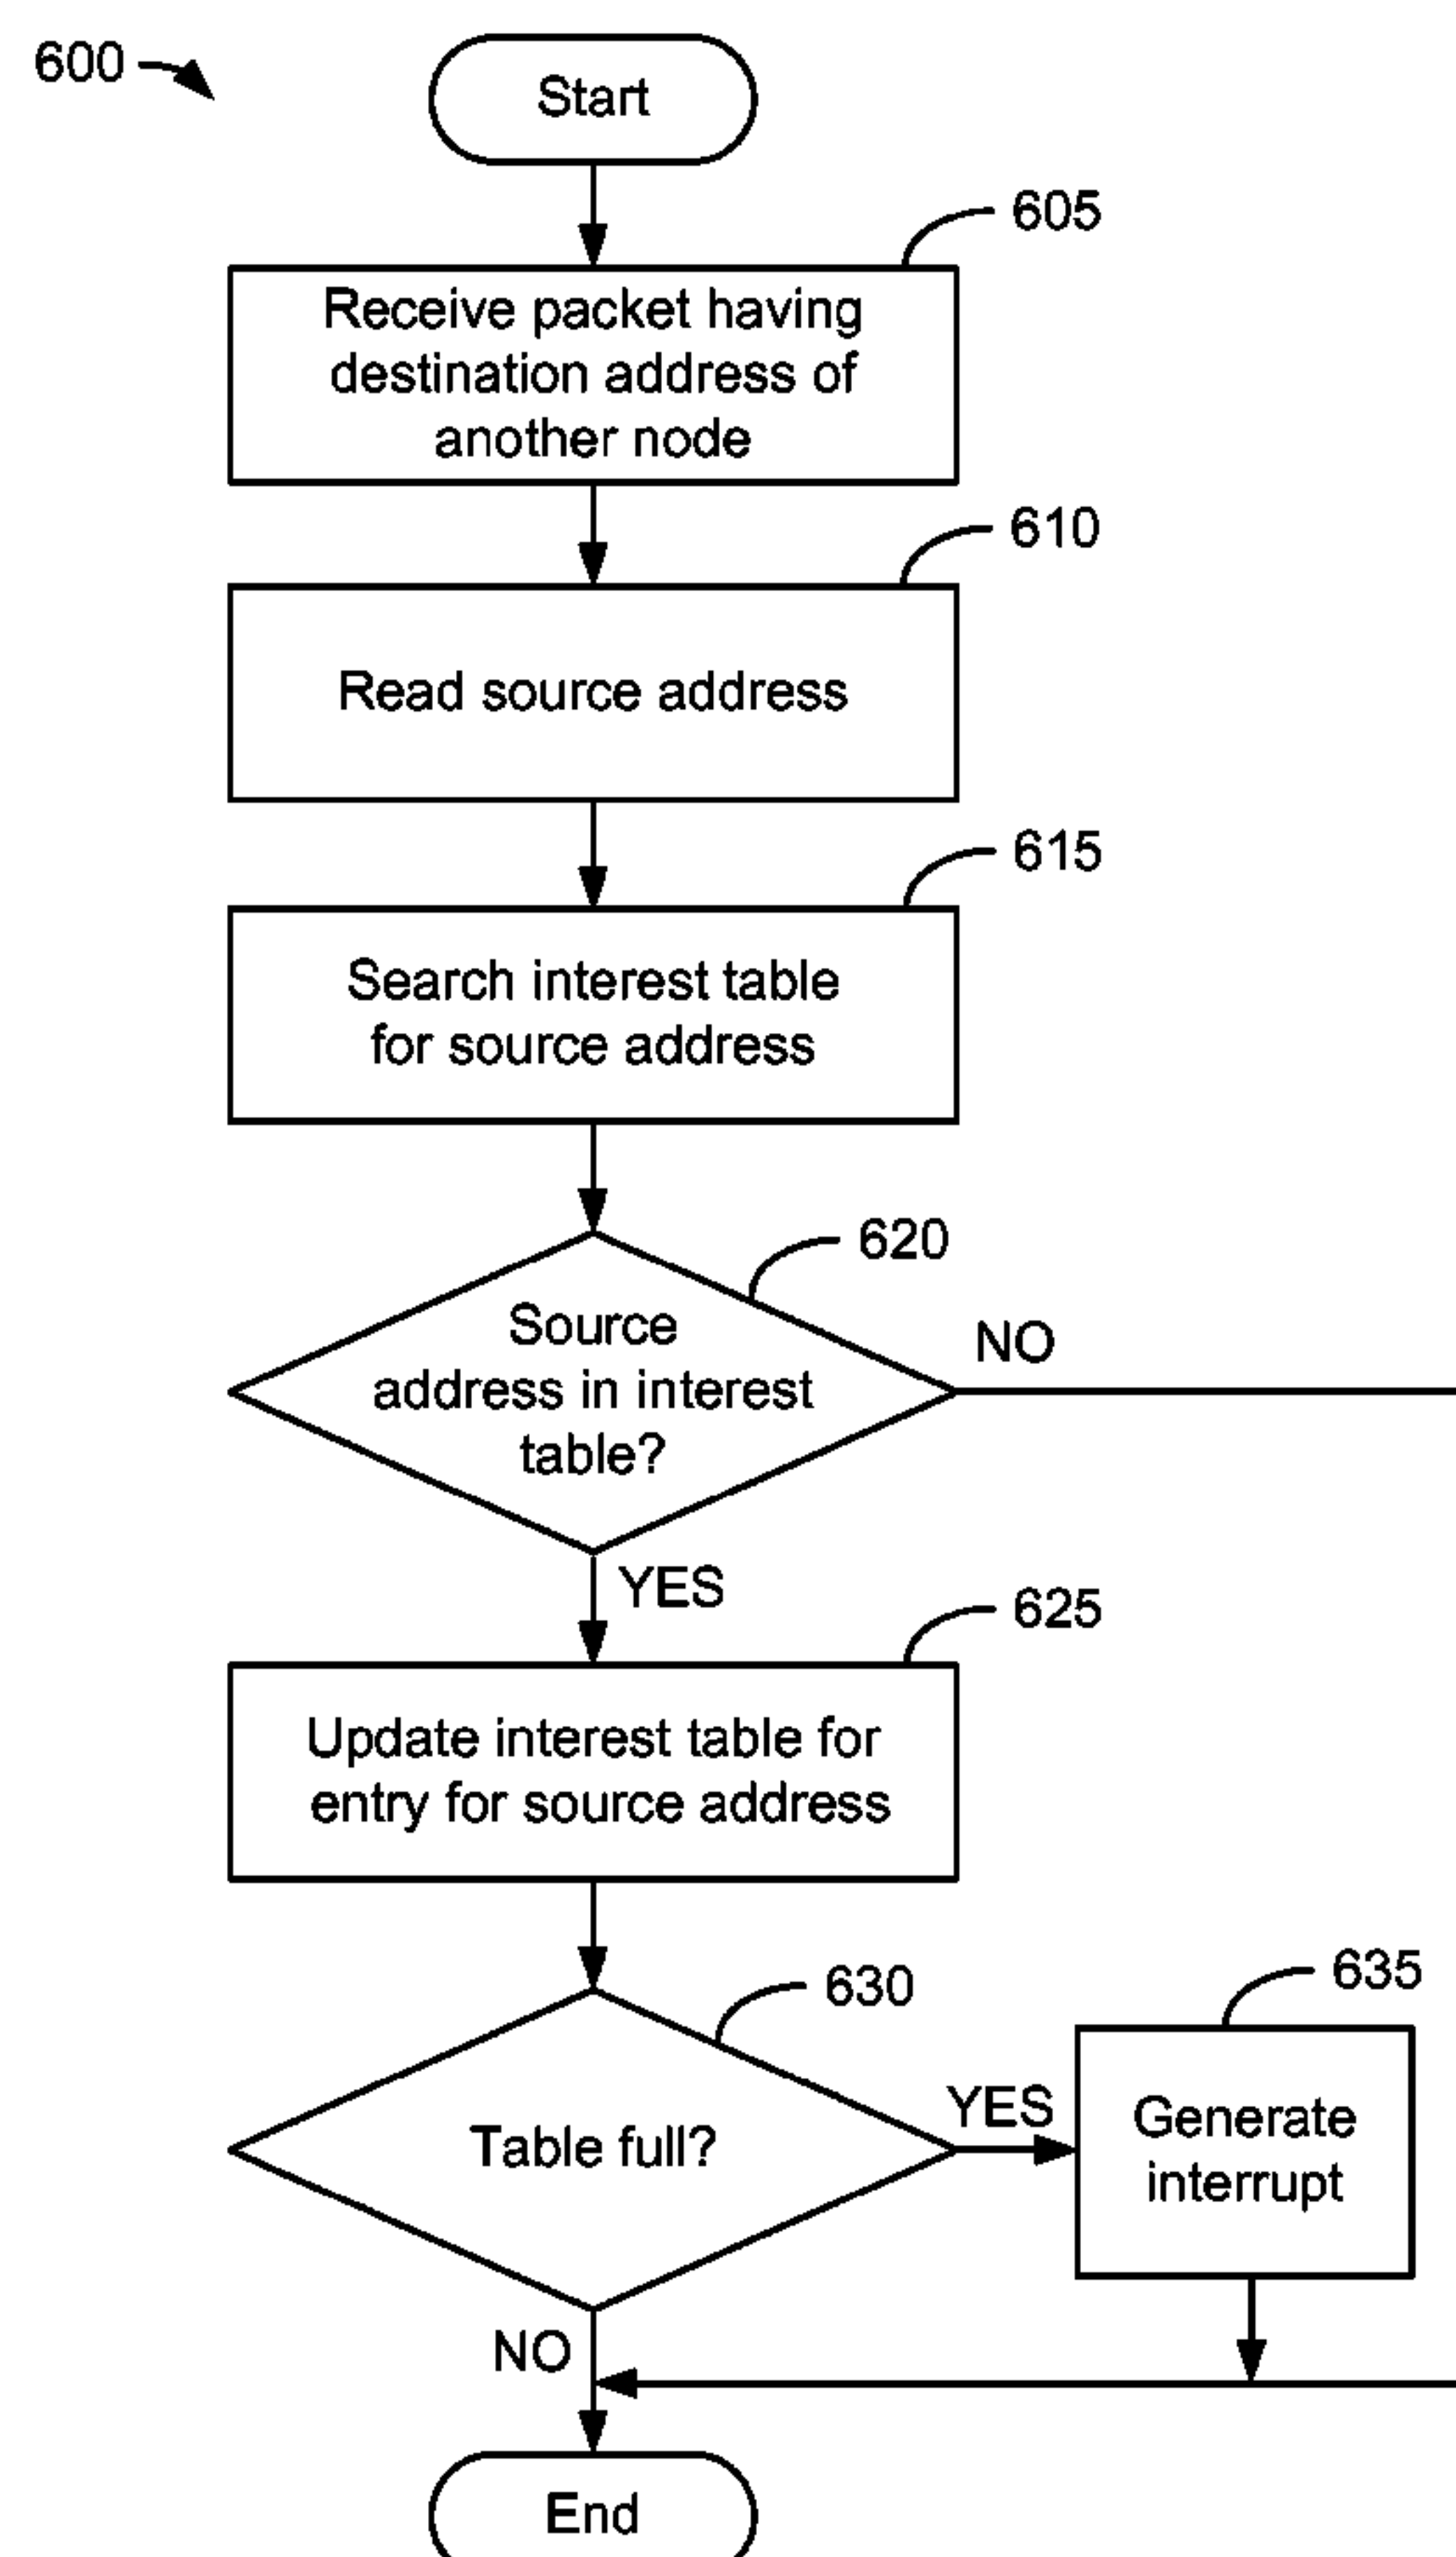 600
Start
605
Receive packet having
destination address of
another node
610
Read source address
615
Search interest table
for source address
620
Source
address in interest
table?
NO
YES
625
Update interest table for
entry for source address
630
Table full?
YES
635
Generate
interrupt
NO
End